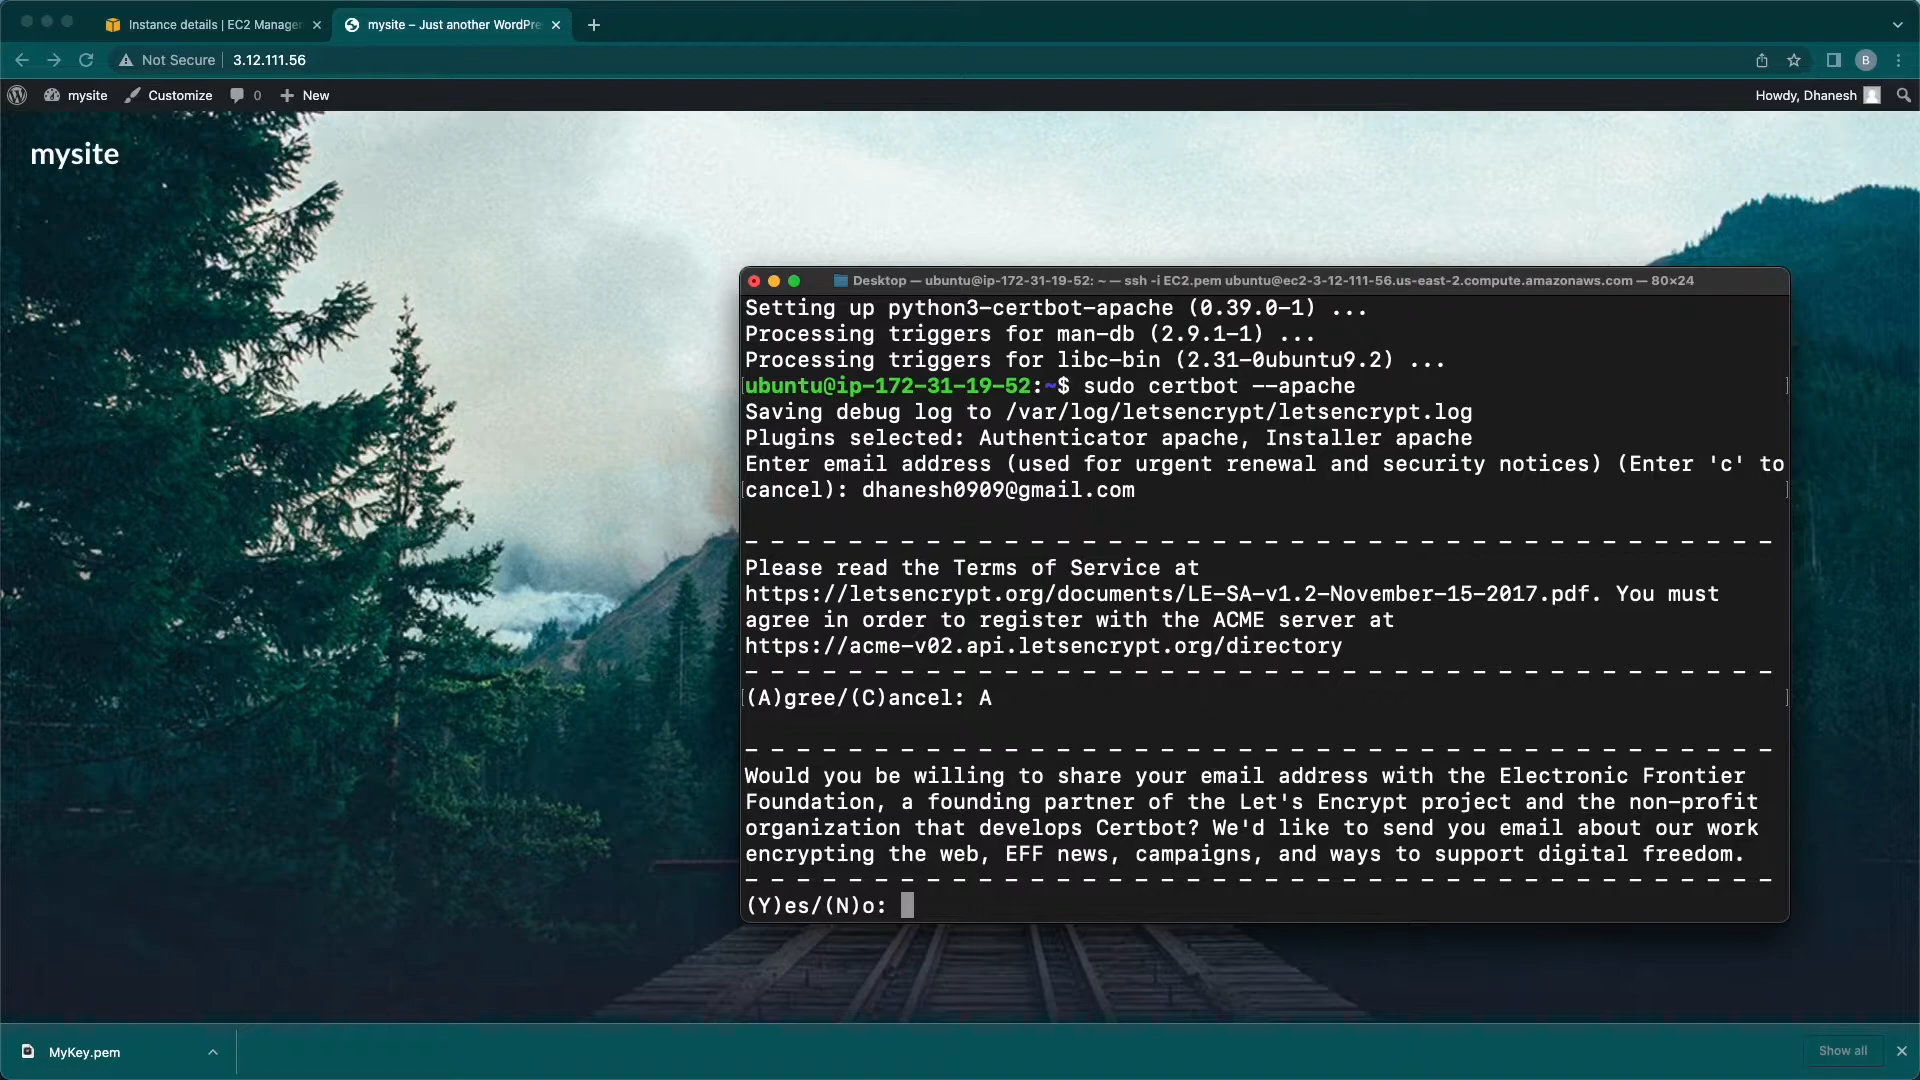 Instance details | EC2 Manager
mysite – Just another WordPre
Not Secure
3.12.111.56
B
mysite
Customize
0
New
Howdy, Dhanesh
mysite
Desktop — ubuntu@ip-172-31-19-52: ~ — ssh -i EC2.pem ubuntu@ec2-3-12-111-56.us-east-2.compute.amazonaws.com — 80×24
Setting up python3-certbot-apache (0.39.0-1) ...
Processing triggers for man-db (2.9.1-1) ...
Processing triggers for libc-bin (2.31-0ubuntu9.2) ...
ubuntu@ip-172-31-19-52:~$ sudo certbot --apache
Saving debug log to /var/log/letsencrypt/letsencrypt.log
Plugins selected: Authenticator apache, Installer apache
Enter email address (used for urgent renewal and security notices) (Enter 'c' to
cancel): dhanesh0909@gmail.com
- - - - - - - - - - - - - - - - - - - - - - - - - - - - - - - - - - - - - - - -
Please read the Terms of Service at
https://letsencrypt.org/documents/LE-SA-v1.2-November-15-2017.pdf. You must
agree in order to register with the ACME server at
https://acme-v02.api.letsencrypt.org/directory
- - - - - - - - - - - - - - - - - - - - - - - - - - - - - - - - - - - - - - - -
(A)gree/(C)ancel: A
- - - - - - - - - - - - - - - - - - - - - - - - - - - - - - - - - - - - - - - -
Would you be willing to share your email address with the Electronic Frontier
Foundation, a founding partner of the Let's Encrypt project and the non-profit
organization that develops Certbot? We'd like to send you email about our work
encrypting the web, EFF news, campaigns, and ways to support digital freedom.
- - - - - - - - - - - - - - - - - - - - - - - - - - - - - - - - - - - - - - - -
(Y)es/(N)o:
MyKey.pem
Show all